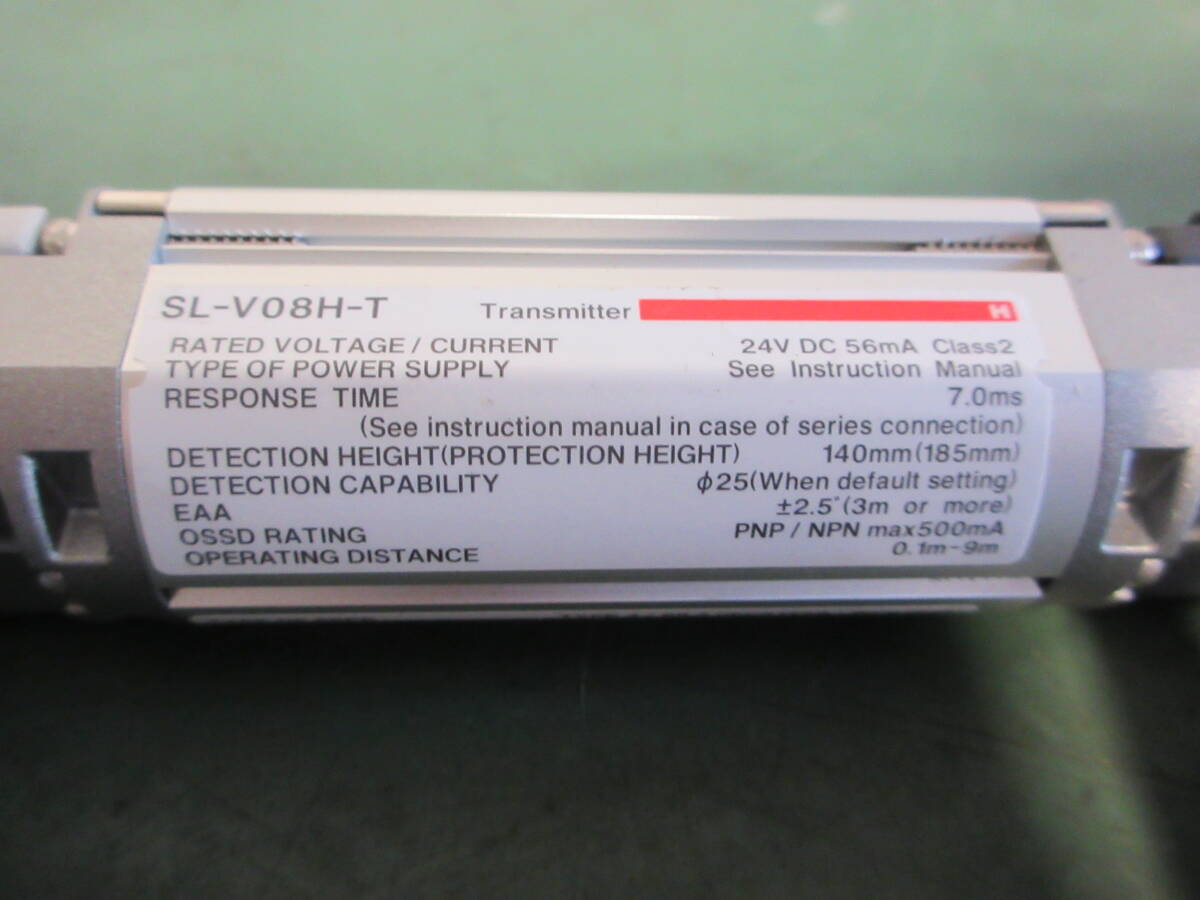 SL-V08H-T Transmitter H
RATED VOLTAGE / CURRENT 24V DC 56mA Class2
TYPE OF POWER SUPPLY See Instruction Manual
RESPONSE TIME 7.0ms
(See instruction manual in case of series connection)
DETECTION HEIGHT(PROTECTION HEIGHT) 140mm(185mm)
DETECTION CAPABILITY ϕ25(When default setting)
EAA ±2.5°(3m or more)
OSSD RATING PNP / NPN max500mA
OPERATING DISTANCE 0.1m-9m